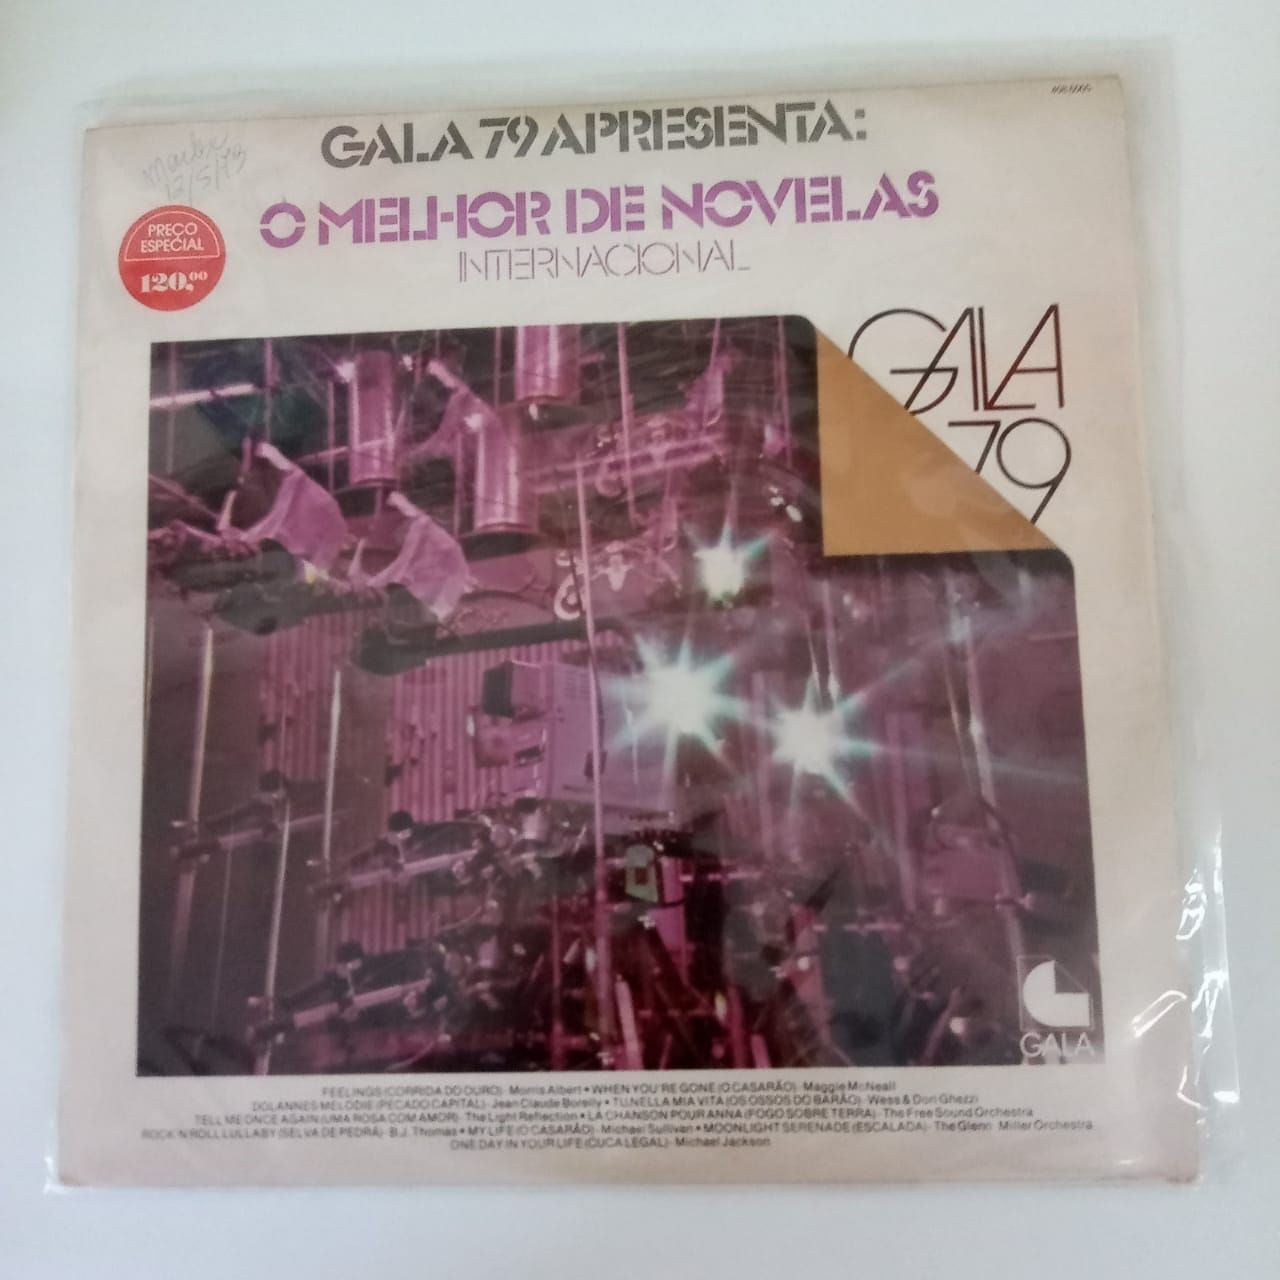 GALA 79 APRESENTA:
O MELHOR DE NOVELAS
INTERNACIONAL
PREÇO
ESPECIAL
120,00
GALA
79
GALA
FEELINGS (CORRIDA DO OURO) - Morris Albert • WHEN YOU'RE GONE (O CASARÃO) - Maggie McNeall
DOLANNES MELODIE (PECADO CAPITAL) - Jean Claude Borelly • TU NELLA MIA VITA (OS OSSOS DO BARÃO) - Wess & Dori Ghezzi
TELL ME ONCE AGAIN (UMA ROSA COM AMOR) - The Light Reflection • LA CHANSON POUR ANNA (FOGO SOBRE TERRA) - The Free Sound Orchestra
ROCK'N ROLL LULLABY (SELVA DE PEDRA) - B.J. Thomas • MY LIFE (O CASARÃO) - Michael Sullivan • MOONLIGHT SERENADE (ESCALADA) - The Glenn Miller Orchestra
ONE DAY IN YOUR LIFE (CUCA LEGAL) - Michael Jackson